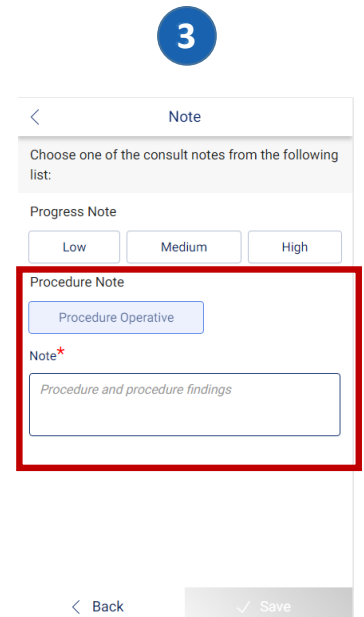 3
Note
Choose one of the consult notes from the following
list:
Progress Note
Low Medium High
Procedure Note
Procedure Operative
Note*
Procedure and procedure findings
Back Save